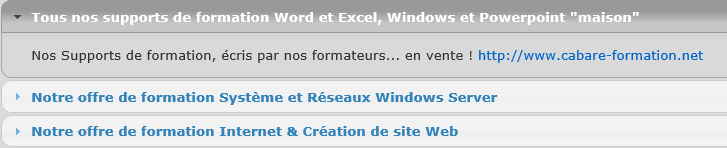 Tous nos supports de formation Word et Excel, Windows et Powerpoint "maison"
Nos Supports de formation, écris par nos formateurs... en vente ! http://www.cabare-formation.net
Notre offre de formation Système et Réseaux Windows Server
Notre offre de formation Internet & Création de site Web